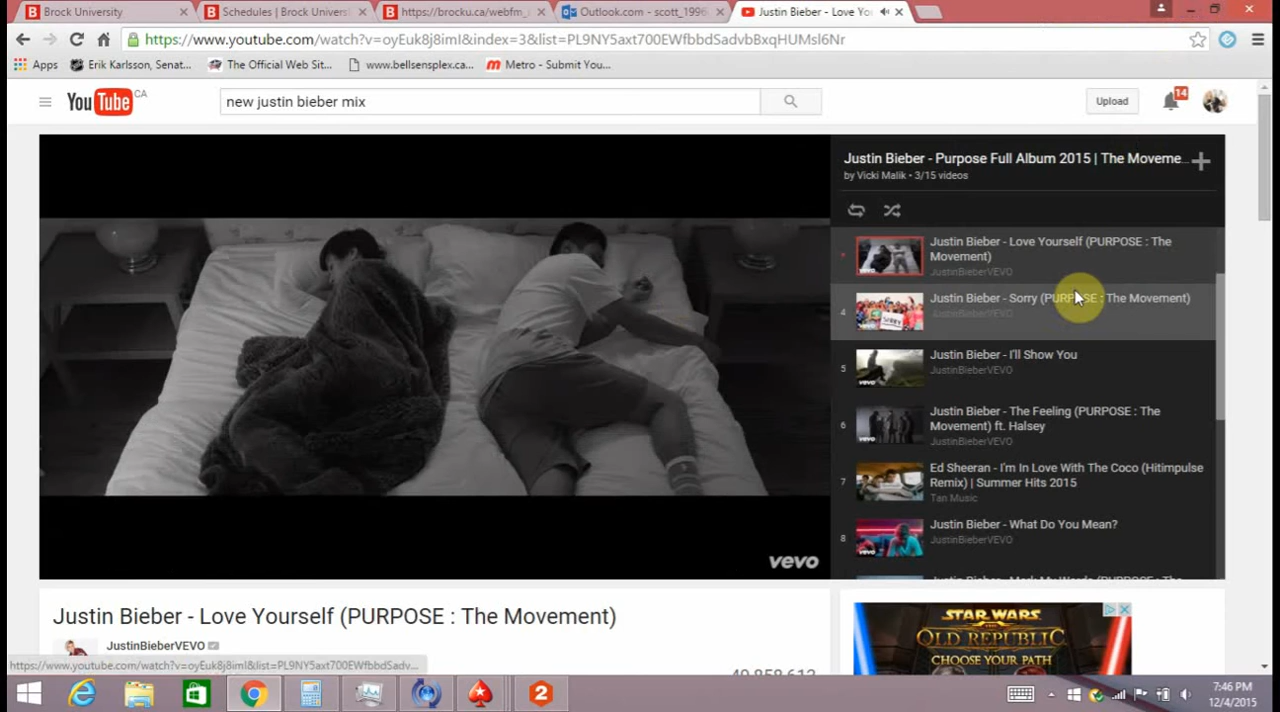 Brock University
Schedules | Brock Universi
https://brocku.ca/webfm_
Outlook.com - scott_1996
Justin Bieber - Love Yo
https://www.youtube.com/watch?v=oyEuk8j8imI&index=3&list=PL9NY5axt700EWfbbdSadvbBxqHUMsl6Nr
Apps
Erik Karlsson, Senat...
The Official Web Sit...
www.bellsensplex.ca...
Metro - Submit You...
YouTube CA
new justin bieber mix
Upload
14
Justin Bieber - Purpose Full Album 2015 | The Moveme...
by Vicki Malik • 3/15 videos
Justin Bieber - Love Yourself (PURPOSE : The
Movement)
JustinBieberVEVO
4
Justin Bieber - Sorry (PURPOSE : The Movement)
JustinBieberVEVO
5
Justin Bieber - I'll Show You
JustinBieberVEVO
6
Justin Bieber - The Feeling (PURPOSE : The
Movement) ft. Halsey
JustinBieberVEVO
7
Ed Sheeran - I'm In Love With The Coco (Hitimpulse
Remix) | Summer Hits 2015
Tan Music
8
Justin Bieber - What Do You Mean?
JustinBieberVEVO
vevo
Justin Bieber - Love Yourself (PURPOSE : The Movement)
JustinBieberVEVO
STAR WARS
THE OLD REPUBLIC
CHOOSE YOUR PATH
https://www.youtube.com/watch?v=oyEuk8j8imI&list=PL9NY5axt700EWfbbdSadv...
2
7:46 PM
12/4/2015